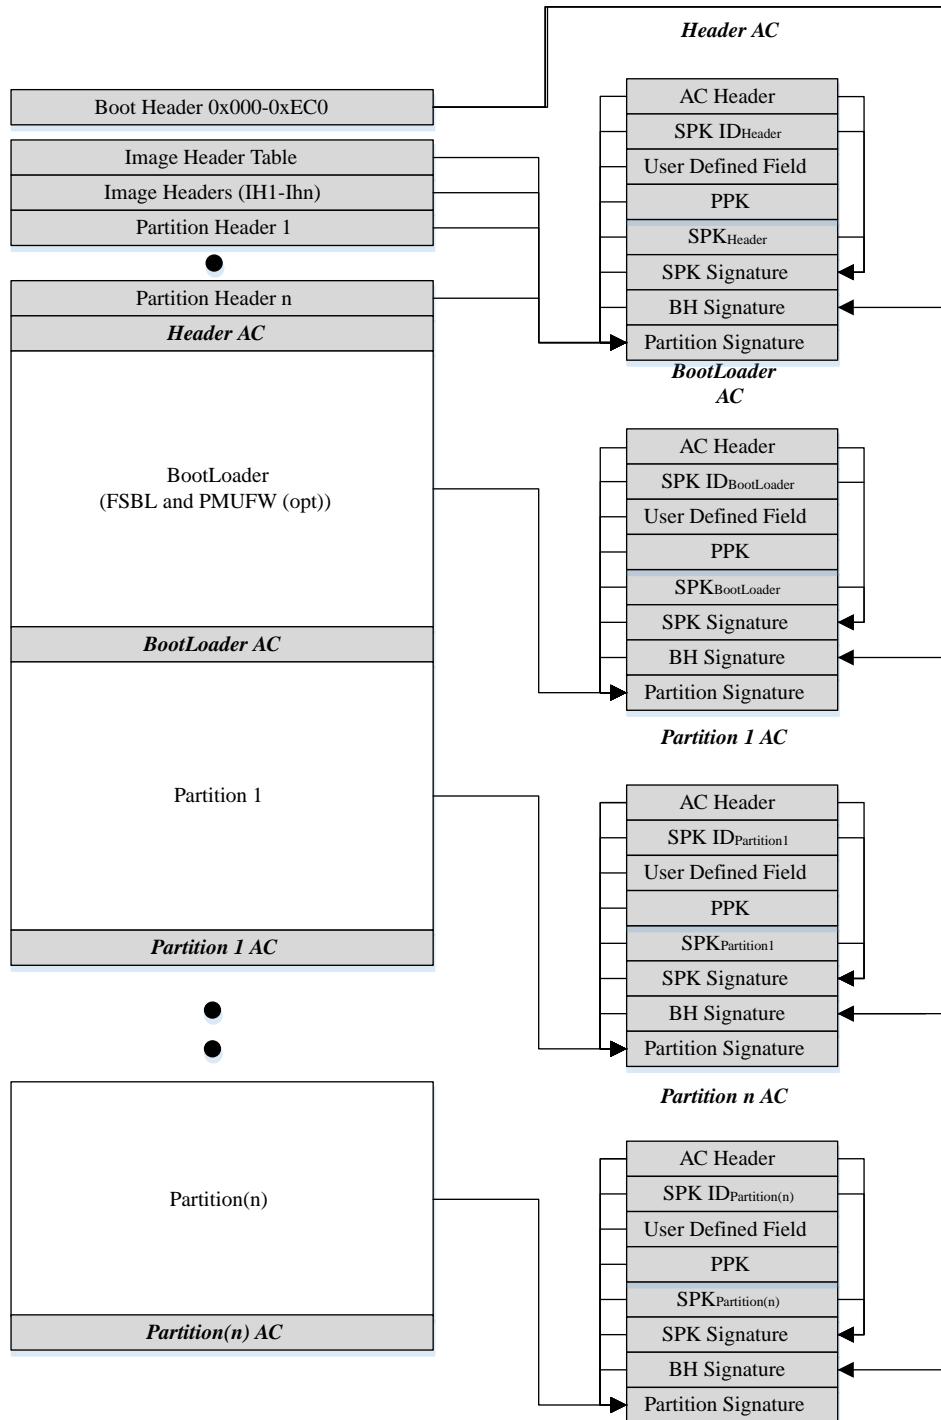 Boot Header 0x000-0xEC0
Image Header Table
Image Headers (IH1-Ihn)
Partition Header 1
Partition Header n
Header AC
BootLoader
(FSBL and PMUFW (opt))
BootLoader AC
Partition 1
Partition 1 AC
Partition(n)
Partition(n) AC
Header AC
AC Header
SPK IDHeader
User Defined Field
PPK
SPKHeader
SPK Signature
BH Signature
Partition Signature
BootLoader
AC
AC Header
SPK IDBootLoader
User Defined Field
PPK
SPKBootLoader
SPK Signature
BH Signature
Partition Signature
Partition 1 AC
AC Header
SPK IDPartition1
User Defined Field
PPK
SPKPartition1
SPK Signature
BH Signature
Partition Signature
Partition n AC
AC Header
SPK IDPartition(n)
User Defined Field
PPK
SPKPartition(n)
SPK Signature
BH Signature
Partition Signature